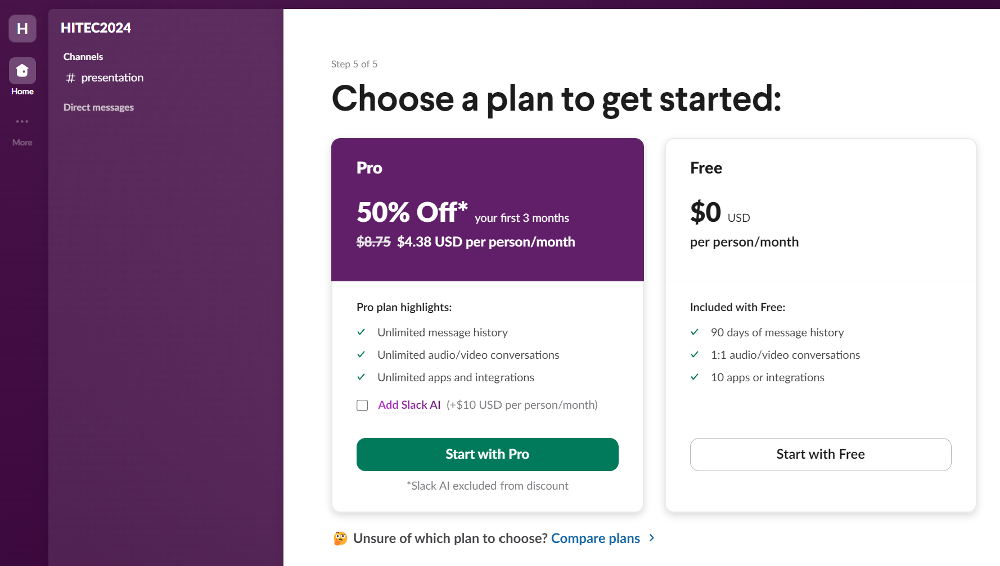 H
Home
More
HITEC2024
Channels
# presentation
Direct messages
Step 5 of 5
Choose a plan to get started:
Pro
50% Off* your first 3 months
$8.75 $4.38 USD per person/month
Pro plan highlights:
Unlimited message history
Unlimited audio/video conversations
Unlimited apps and integrations
Add Slack AI (+$10 USD per person/month)
Start with Pro
*Slack AI excluded from discount
Free
$0 USD
per person/month
Included with Free:
90 days of message history
1:1 audio/video conversations
10 apps or integrations
Start with Free
Unsure of which plan to choose? Compare plans